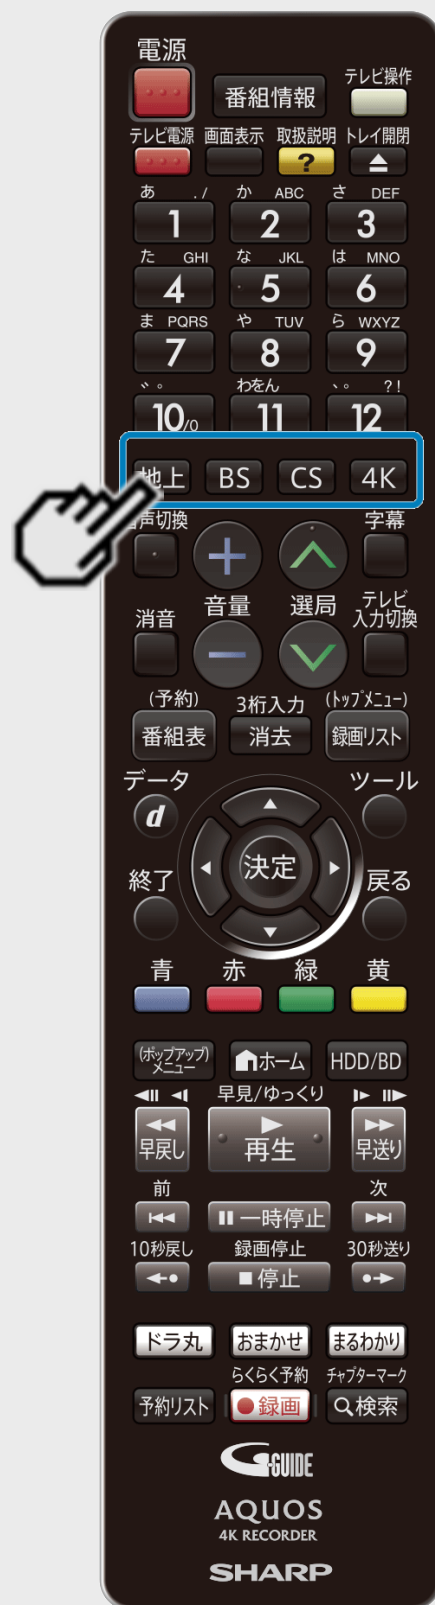 電源
番組情報
テレビ操作
テレビ電源 画面表示 取扱説明 トレイ開閉
?
あ ./ か ABC さ DEF
1 2 3
た GHI な JKL は MNO
4 5 6
ま PQRS や TUV ら WXYZ
7 8 9
゛゜ わをん 、。 ?!
10/0 11 12
地上 BS CS 4K
音声切換 字幕
消音 音量 選局 テレビ
入力切換
(予約) 3桁入力 (トップメニュー)
番組表 消去 録画リスト
データ ツール
d
決定
終了 戻る
青 赤 緑 黄
(ポップアップ)
メニュー ホーム HDD/BD
早見/ゆっくり
早戻し 再生 早送り
前 次
一時停止
10秒戻し 録画停止 30秒送り
停止
ドラ丸 おまかせ まるわかり
らくらく予約 チャプターマーク
予約リスト 録画 検索
G-GUIDE
AQUOS
4K RECORDER
SHARP